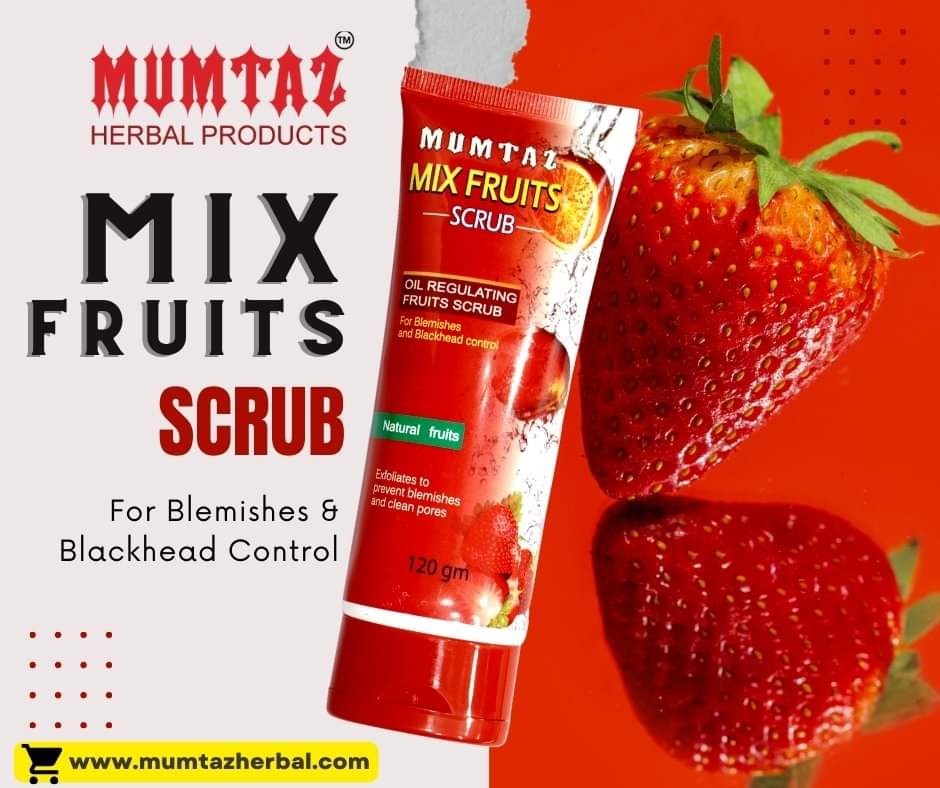 MUMTAZ™
HERBAL PRODUCTS
MIX
FRUITS
SCRUB
For Blemishes &
Blackhead Control
www.mumtazherbal.com
MUMTAZ
MIX FRUITS
SCRUB
OIL REGULATING
FRUITS SCRUB
For Blemishes
and Blackhead control
Natural fruits
Exfoliates to
prevent blemishes
and clean pores
120 gm